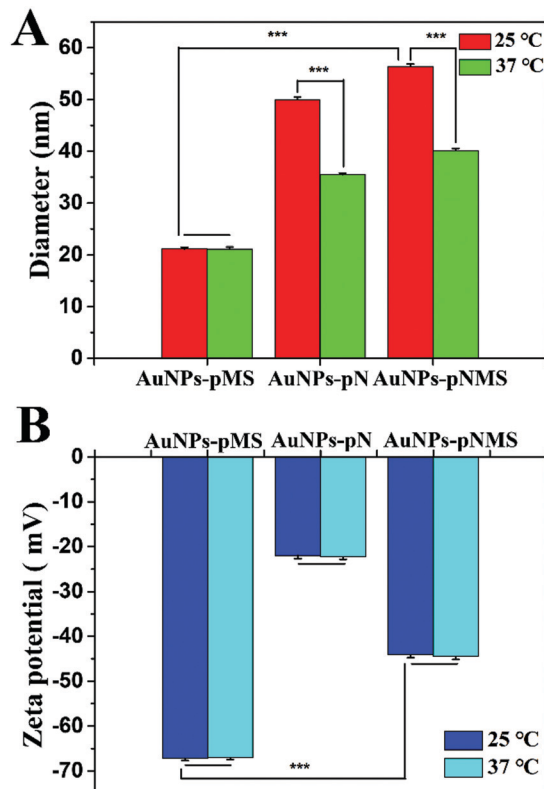 A
60
50
40
30
20
10
0
Diameter (nm)
***
***
***
25 °C
37 °C
AuNPs-pMS AuNPs-pN AuNPs-pNMS
B
AuNPs-pMS AuNPs-pN AuNPs-pNMS
0
-10
-20
-30
-40
-50
-60
-70
Zeta potential ( mV)
***
25 °C
37 °C